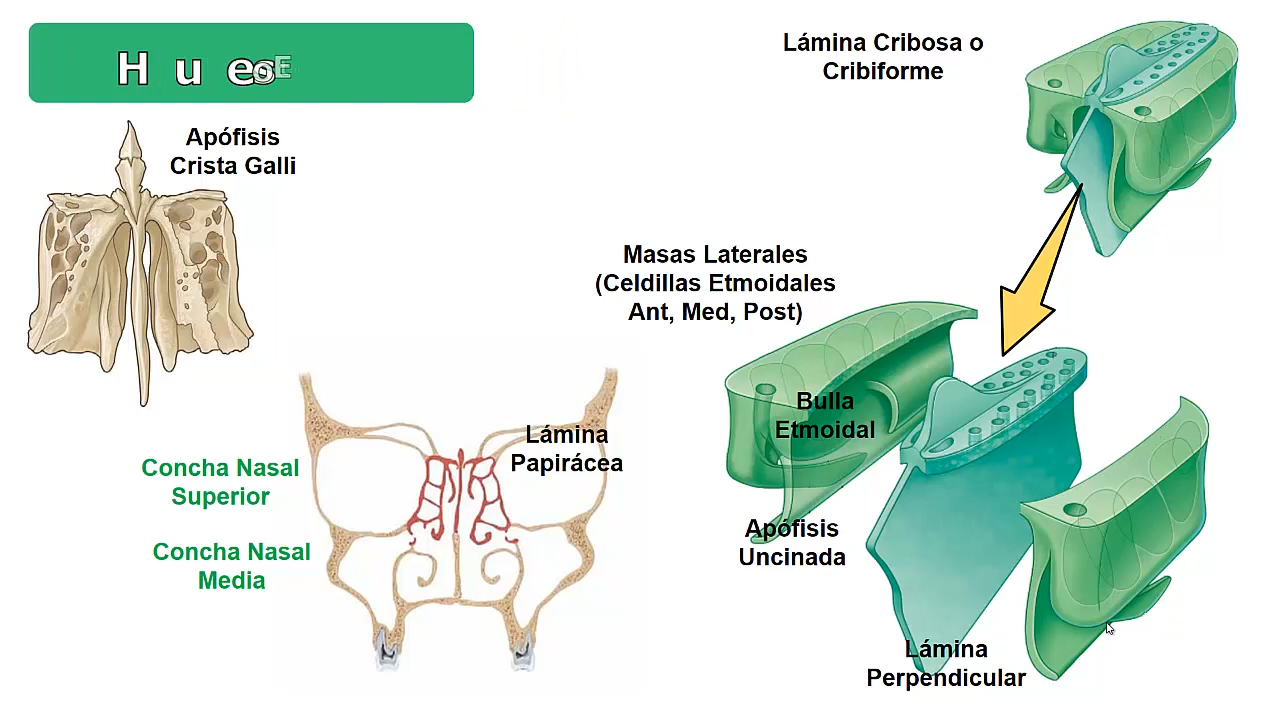 Hueso E
Lámina Cribosa o
Cribiforme
Apófisis
Crista Galli
Masas Laterales
(Celdillas Etmoidales
Ant, Med, Post)
Bulla
Etmoidal
Lámina
Papirácea
Concha Nasal
Superior
Apófisis
Uncinada
Concha Nasal
Media
Lámina
Perpendicular